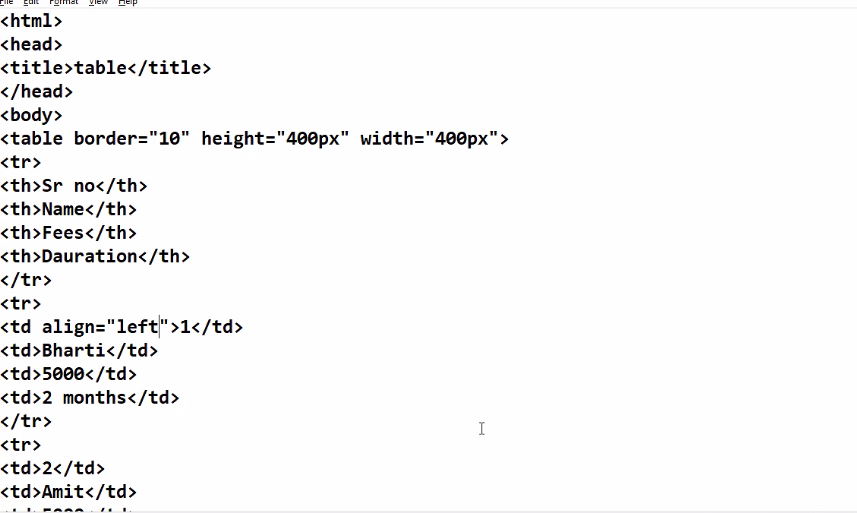 File Edit Format View Help
<html>
<head>
<title>table</title>
</head>
<body>
<table border="10" height="400px" width="400px">
<tr>
<th>Sr no</th>
<th>Name</th>
<th>Fees</th>
<th>Dauration</th>
</tr>
<tr>
<td align="left">1</td>
<td>Bharti</td>
<td>5000</td>
<td>2 months</td>
</tr>
<tr>
<td>2</td>
<td>Amit</td>